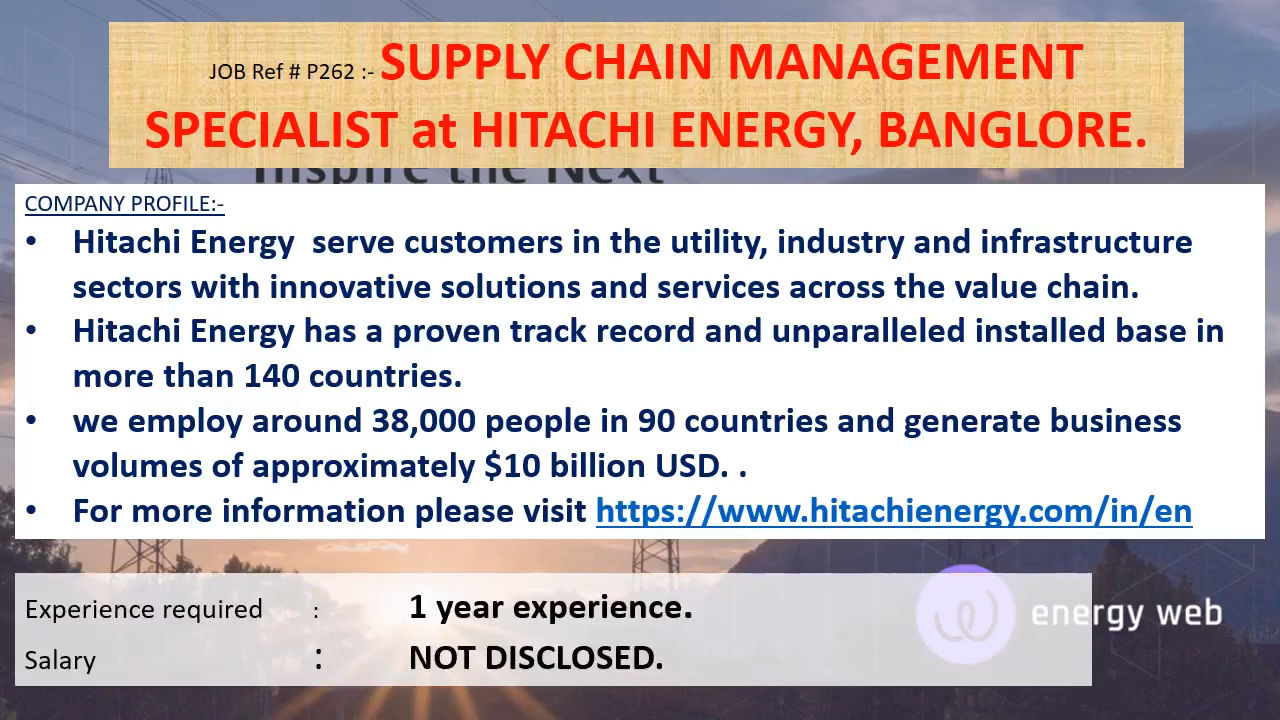 JOB Ref # P262 :- SUPPLY CHAIN MANAGEMENT
SPECIALIST at HITACHI ENERGY, BANGLORE.
Inspire the Next
COMPANY PROFILE:-
• Hitachi Energy  serve customers in the utility, industry and infrastructure
sectors with innovative solutions and services across the value chain.
• Hitachi Energy has a proven track record and unparalleled installed base in
more than 140 countries.
• we employ around 38,000 people in 90 countries and generate business
volumes of approximately $10 billion USD. .
• For more information please visit https://www.hitachienergy.com/in/en
Experience required : 1 year experience.
energy web
Salary : NOT DISCLOSED.